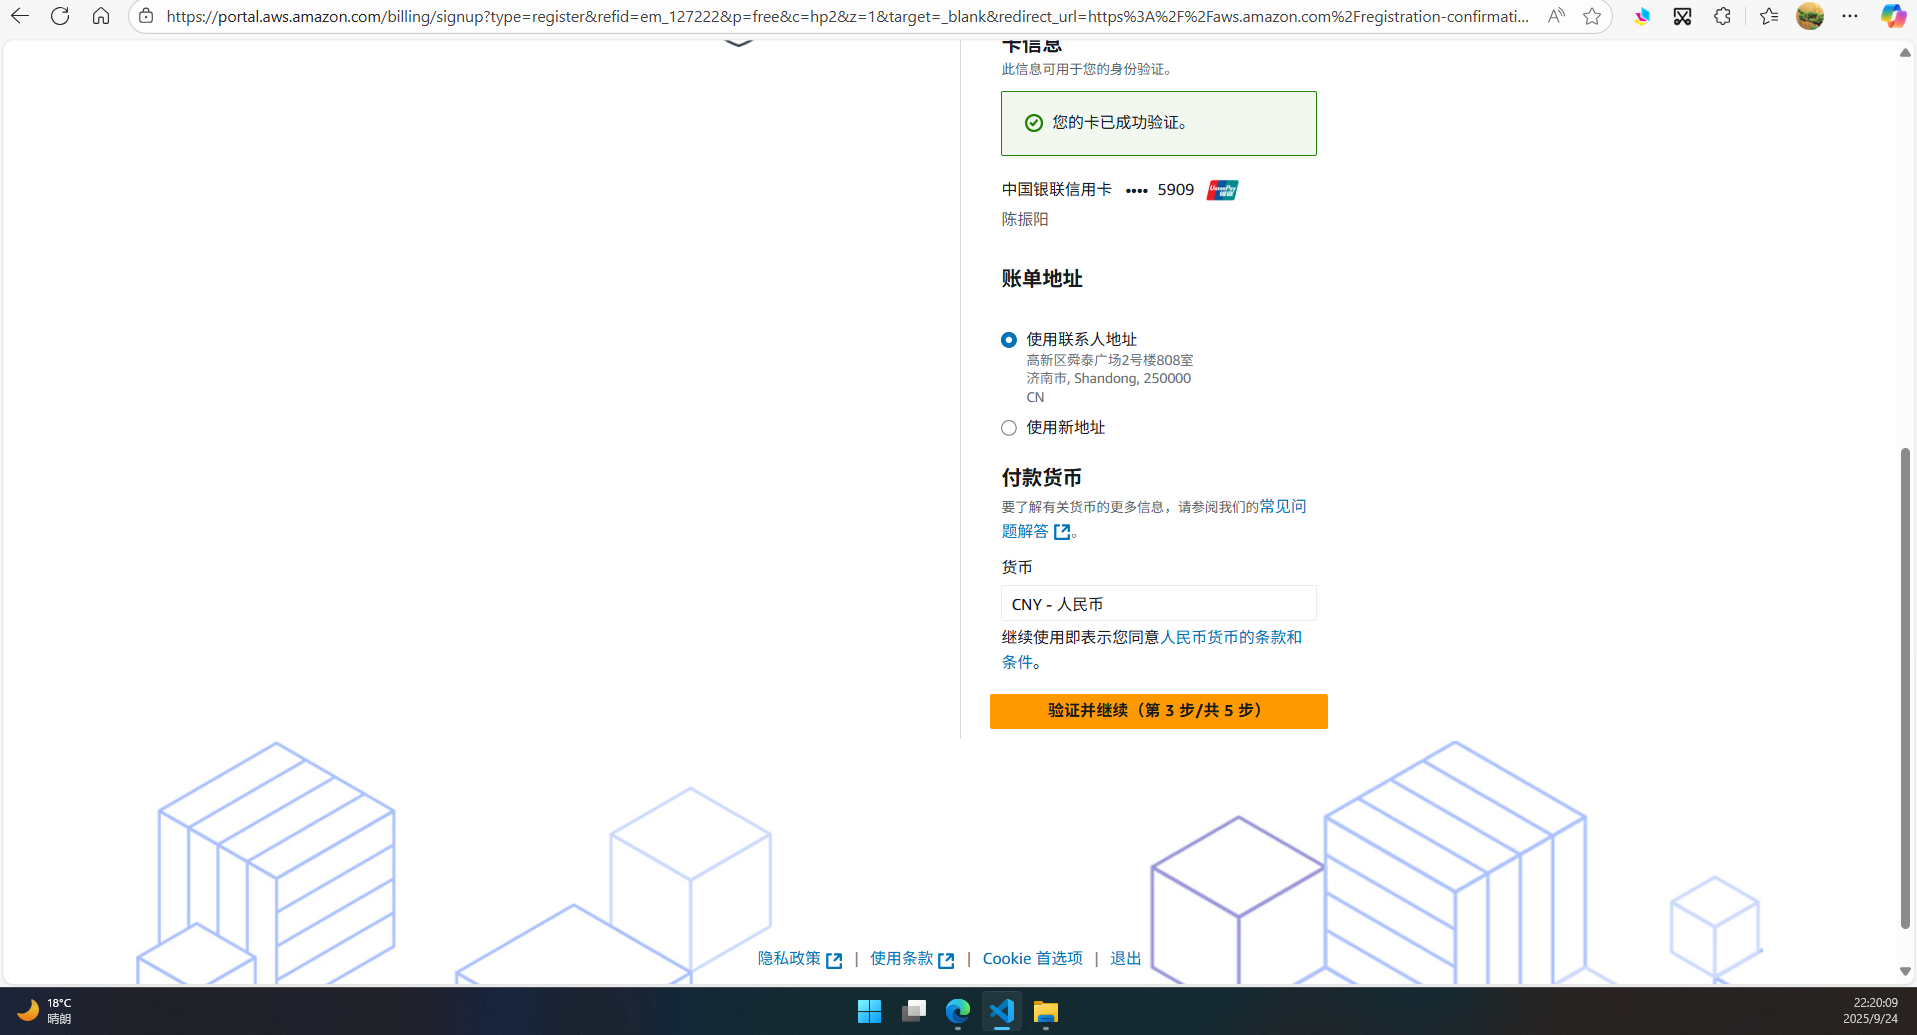 https://portal.aws.amazon.com/billing/signup?type=register&refid=em_127222&p=free&c=hp2&z=1&target=_blank&redirect_url=https%3A%2F%2Faws.amazon.com%2Fregistration-confirmati...
卡信息
此信息可用于您的身份验证。
您的卡已成功验证。
中国银联信用卡 •••• 5909 UnionPay 银联
陈振阳
账单地址
使用联系人地址
高新区舜泰广场2号楼808室
济南市, Shandong, 250000
CN
使用新地址
付款货币
要了解有关货币的更多信息，请参阅我们的常见问
题解答。
货币
CNY - 人民币
继续使用即表示您同意人民币货币的条款和
条件。
验证并继续（第 3 步/共 5 步）
隐私政策 | 使用条款 | Cookie 首选项 | 退出
18°C
晴朗
22:20:09
2025/9/24